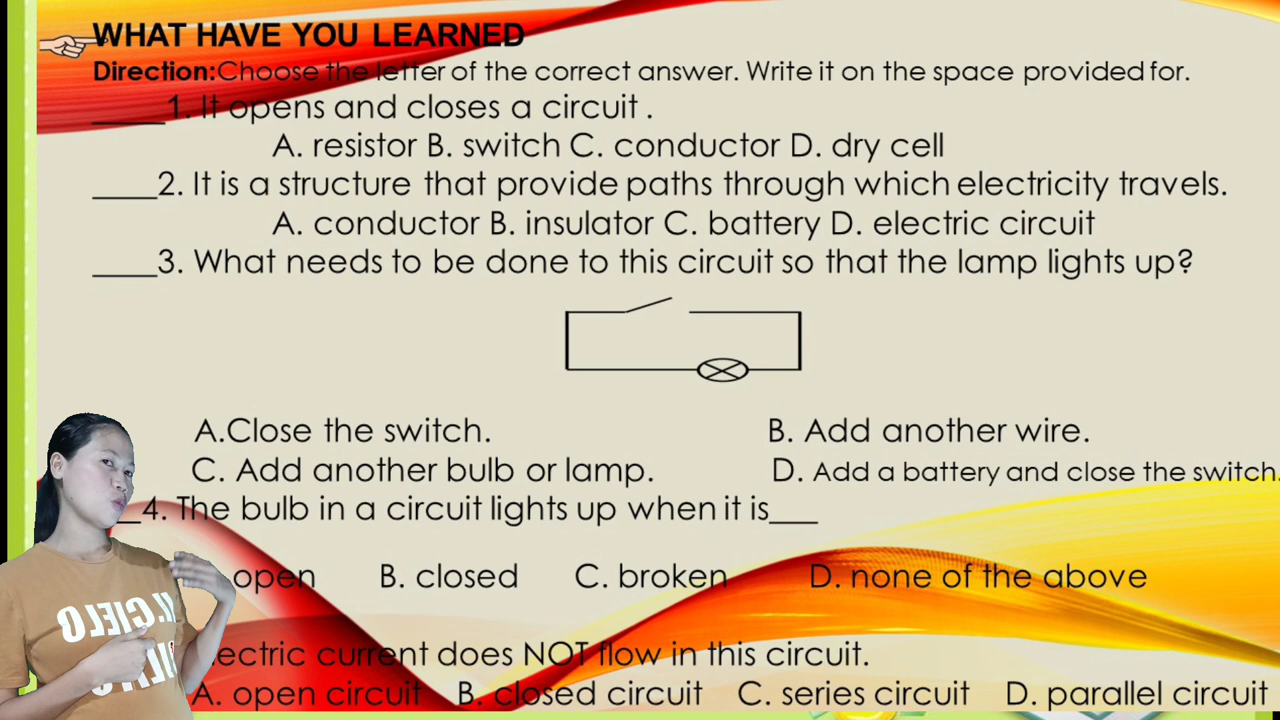 WHAT HAVE YOU LEARNED
Direction:Choose the letter of the correct answer. Write it on the space provided for.
____1. It opens and closes a circuit .
A. resistor B. switch C. conductor D. dry cell
____2. It is a structure that provide paths through which electricity travels.
A. conductor B. insulator C. battery D. electric circuit
____3. What needs to be done to this circuit so that the lamp lights up?
A.Close the switch. B. Add another wire.
C. Add another bulb or lamp. D. Add a battery and close the switch.
_4. The bulb in a circuit lights up when it is___
open B. closed C. broken D. none of the above
lectric current does NOT flow in this circuit.
A. open circuit B. closed circuit C. series circuit D. parallel circuit
IL CIELO